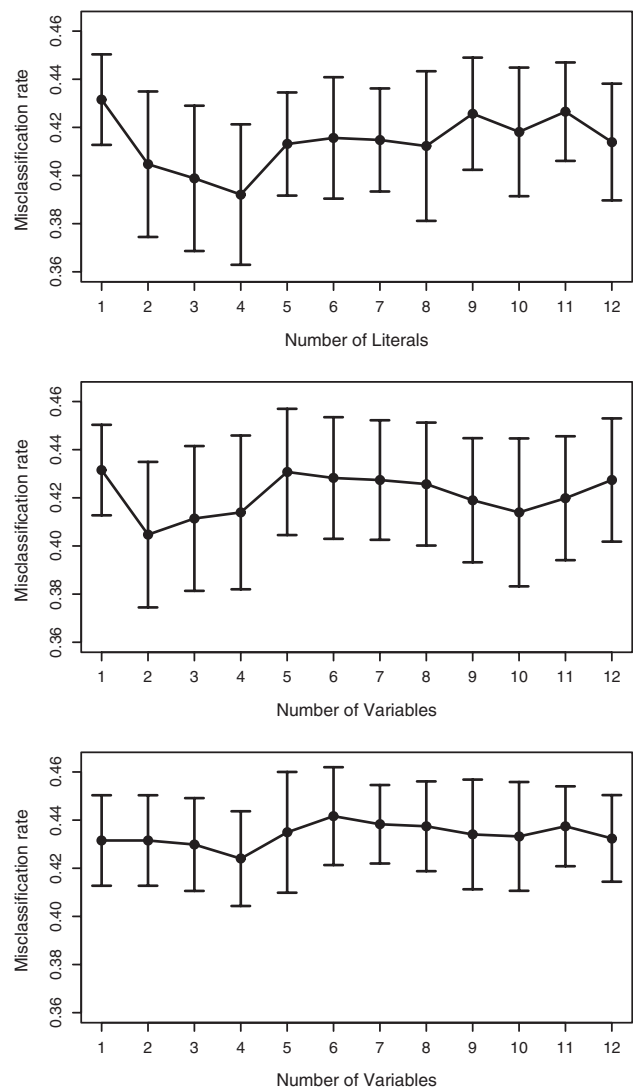 0.46
0.44
0.42
0.40
0.38
0.36
Misclassification rate
1 2 3 4 5 6 7 8 9 10 11 12
Number of Literals
0.46
0.44
0.42
0.40
0.38
0.36
Misclassification rate
1 2 3 4 5 6 7 8 9 10 11 12
Number of Variables
0.46
0.44
0.42
0.40
0.38
0.36
Misclassification rate
1 2 3 4 5 6 7 8 9 10 11 12
Number of Variables